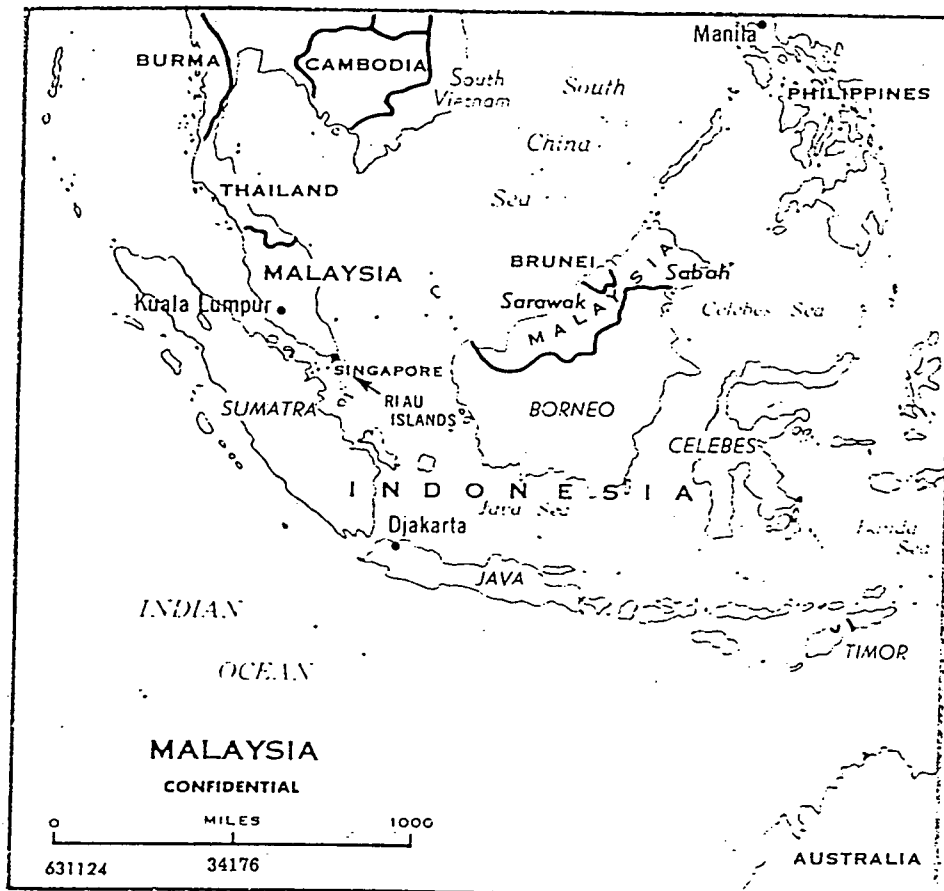 Manila
BURMA
CAMBODIA
South
Vietnam
South
China
Sea
PHILIPPINES
THAILAND
MALAYSIA
BRUNEI
Sabah
Sarawak
MALAYSIA
Kuala Lumpur
Celebes Sea
SINGAPORE
RIAU
ISLANDS
SUMATRA
BORNEO
CELEBES
INDONESIA
Java Sea
Banda
Sea
Djakarta
JAVA
INDIAN
OCEAN
TIMOR
MALAYSIA
CONFIDENTIAL
0 MILES 1000
631124 34176
AUSTRALIA